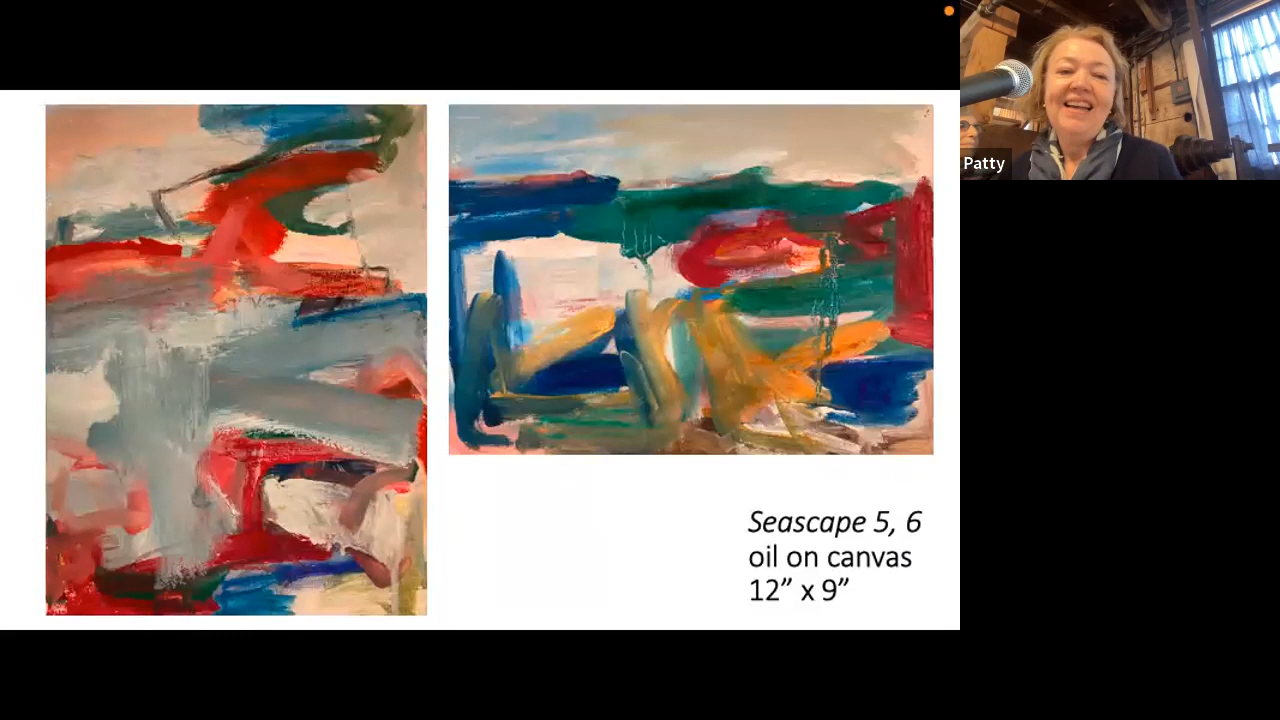 Patty
Seascape 5, 6
oil on canvas
12” x 9”